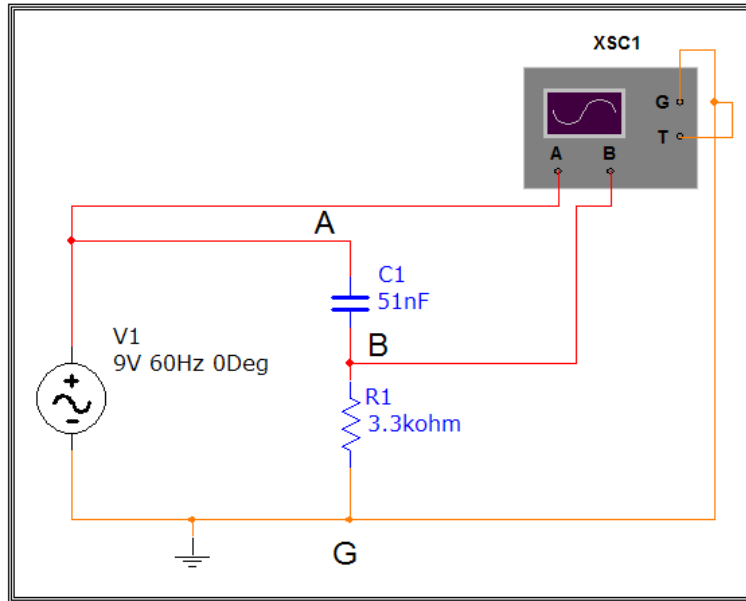 XSC1
G
T
A B
A
C1
51nF
V1
9V 60Hz 0Deg
B
R1
3.3kohm
G